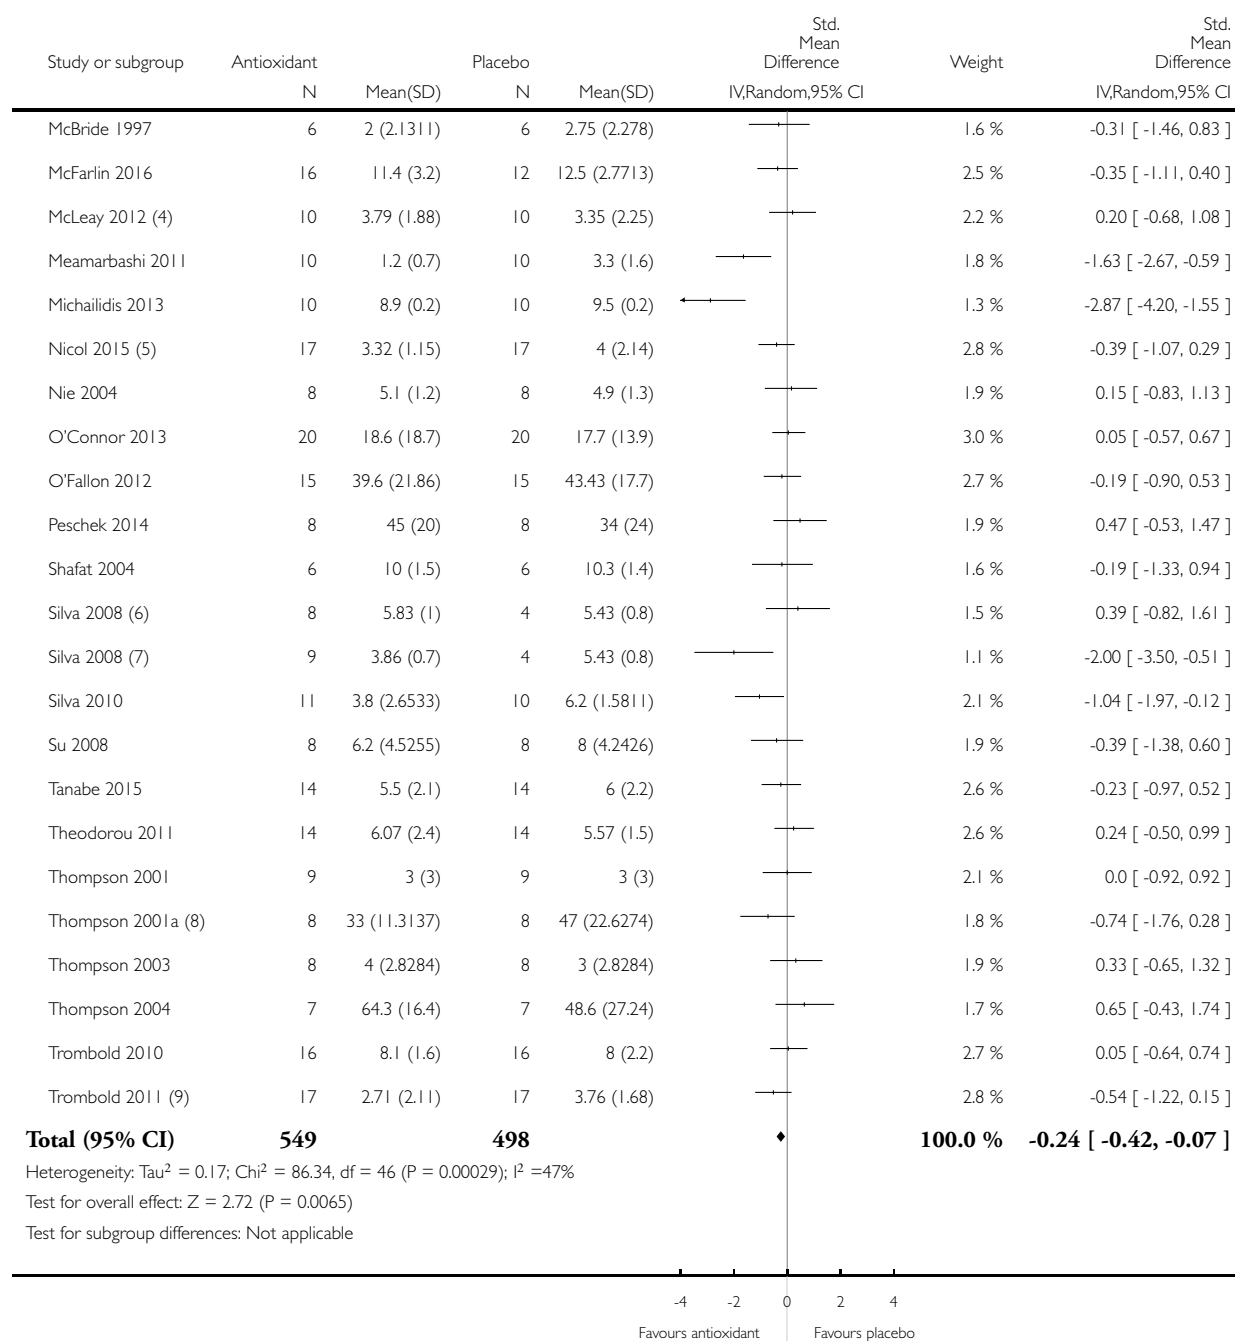 Std. Mean Difference Std. Mean Difference
Study or subgroup Antioxidant Placebo Weight
N Mean(SD) N Mean(SD) IV,Random,95% CI IV,Random,95% CI
McBride 1997 6 2 (2.1311) 6 2.75 (2.278) 1.6 % -0.31 [ -1.46, 0.83 ]
McFarlin 2016 16 11.4 (3.2) 12 12.5 (2.7713) 2.5 % -0.35 [ -1.11, 0.40 ]
McLeay 2012 (4) 10 3.79 (1.88) 10 3.35 (2.25) 2.2 % 0.20 [ -0.68, 1.08 ]
Meamarbashi 2011 10 1.2 (0.7) 10 3.3 (1.6) 1.8 % -1.63 [ -2.67, -0.59 ]
Michailidis 2013 10 8.9 (0.2) 10 9.5 (0.2) 1.3 % -2.87 [ -4.20, -1.55 ]
Nicol 2015 (5) 17 3.32 (1.15) 17 4 (2.14) 2.8 % -0.39 [ -1.07, 0.29 ]
Nie 2004 8 5.1 (1.2) 8 4.9 (1.3) 1.9 % 0.15 [ -0.83, 1.13 ]
O'Connor 2013 20 18.6 (18.7) 20 17.7 (13.9) 3.0 % 0.05 [ -0.57, 0.67 ]
O'Fallon 2012 15 39.6 (21.86) 15 43.43 (17.7) 2.7 % -0.19 [ -0.90, 0.53 ]
Peschek 2014 8 45 (20) 8 34 (24) 1.9 % 0.47 [ -0.53, 1.47 ]
Shafat 2004 6 10 (1.5) 6 10.3 (1.4) 1.6 % -0.19 [ -1.33, 0.94 ]
Silva 2008 (6) 8 5.83 (1) 4 5.43 (0.8) 1.5 % 0.39 [ -0.82, 1.61 ]
Silva 2008 (7) 9 3.86 (0.7) 4 5.43 (0.8) 1.1 % -2.00 [ -3.50, -0.51 ]
Silva 2010 11 3.8 (2.6533) 10 6.2 (1.5811) 2.1 % -1.04 [ -1.97, -0.12 ]
Su 2008 8 6.2 (4.5255) 8 8 (4.2426) 1.9 % -0.39 [ -1.38, 0.60 ]
Tanabe 2015 14 5.5 (2.1) 14 6 (2.2) 2.6 % -0.23 [ -0.97, 0.52 ]
Theodorou 2011 14 6.07 (2.4) 14 5.57 (1.5) 2.6 % 0.24 [ -0.50, 0.99 ]
Thompson 2001 9 3 (3) 9 3 (3) 2.1 % 0.0 [ -0.92, 0.92 ]
Thompson 2001a (8) 8 33 (11.3137) 8 47 (22.6274) 1.8 % -0.74 [ -1.76, 0.28 ]
Thompson 2003 8 4 (2.8284) 8 3 (2.8284) 1.9 % 0.33 [ -0.65, 1.32 ]
Thompson 2004 7 64.3 (16.4) 7 48.6 (27.24) 1.7 % 0.65 [ -0.43, 1.74 ]
Trombold 2010 16 8.1 (1.6) 16 8 (2.2) 2.7 % 0.05 [ -0.64, 0.74 ]
Trombold 2011 (9) 17 2.71 (2.11) 17 3.76 (1.68) 2.8 % -0.54 [ -1.22, 0.15 ]
Total (95% CI) 549 498 100.0 % -0.24 [ -0.42, -0.07 ]
Heterogeneity: Tau² = 0.17; Chi² = 86.34, df = 46 (P = 0.00029); I² =47%
Test for overall effect: Z = 2.72 (P = 0.0065)
Test for subgroup differences: Not applicable
-4 -2 0 2 4
Favours antioxidant Favours placebo